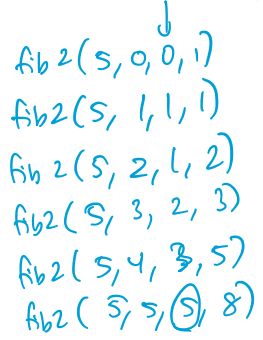 fib2(5, 0, 0, 1)
fib2(5, 1, 1, 1)
fib2(5, 2, 1, 2)
fib2(5, 3, 2, 3)
fib2(5, 4, 3, 5)
fib2(5, 5, 5, 8)